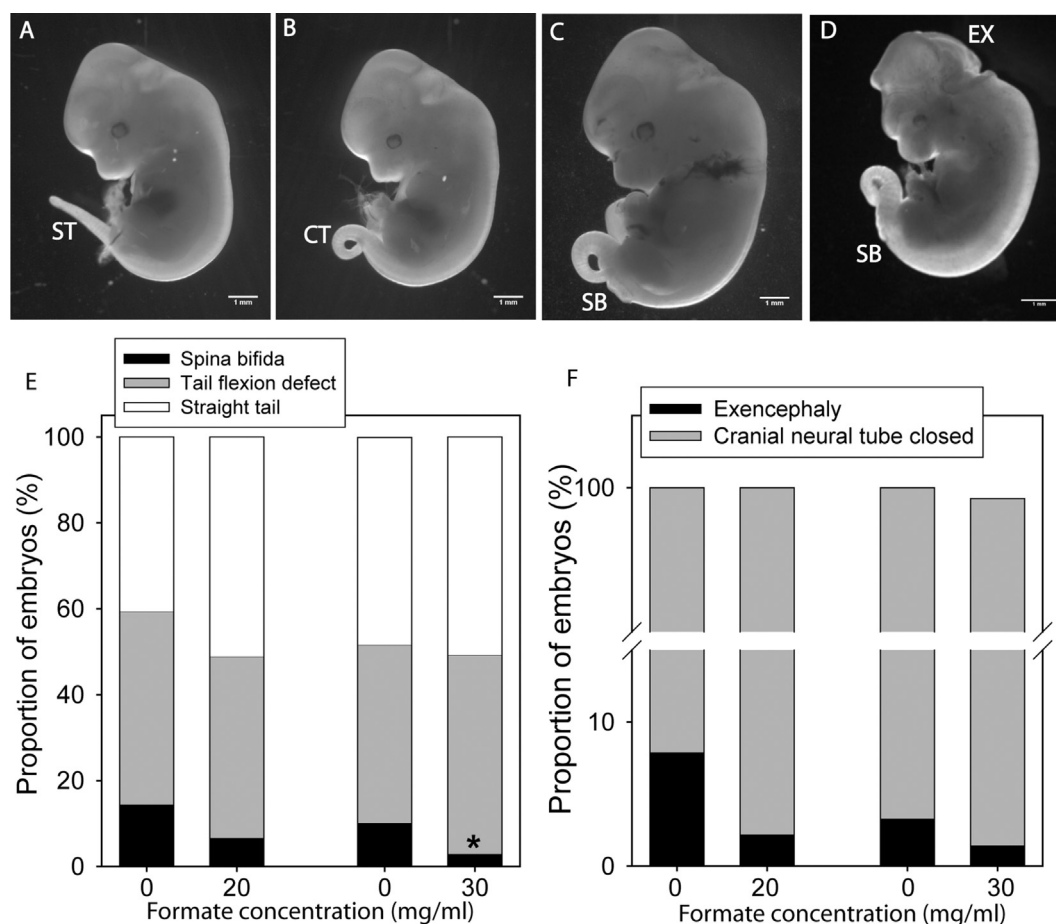 A
ST
1 mm
B
CT
1 mm
C
SB
1 mm
D
EX
SB
1 mm
E
Spina bifida
Tail flexion defect
Straight tail
Proportion of embryos (%)
100
80
60
40
20
0
*
0 20 0 30
Formate concentration (mg/ml)
F
Exencephaly
Cranial neural tube closed
Proportion of embryos (%)
100
10
0
0 20 0 30
Formate concentration (mg/ml)